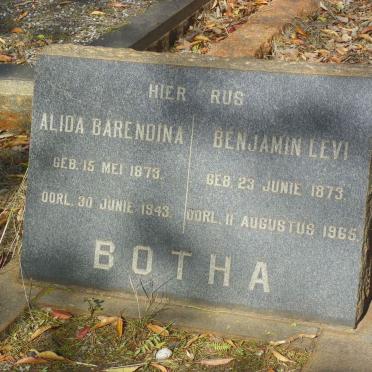 HIER RUS
ALIDA BARENDINA
GEB. 15 MEI 1873.
OORL. 30 JUNIE 1943.
BENJAMIN LEVI
GEB. 23 JUNIE 1873.
OORL. 11 AUGUSTUS 1965.
BOTHA